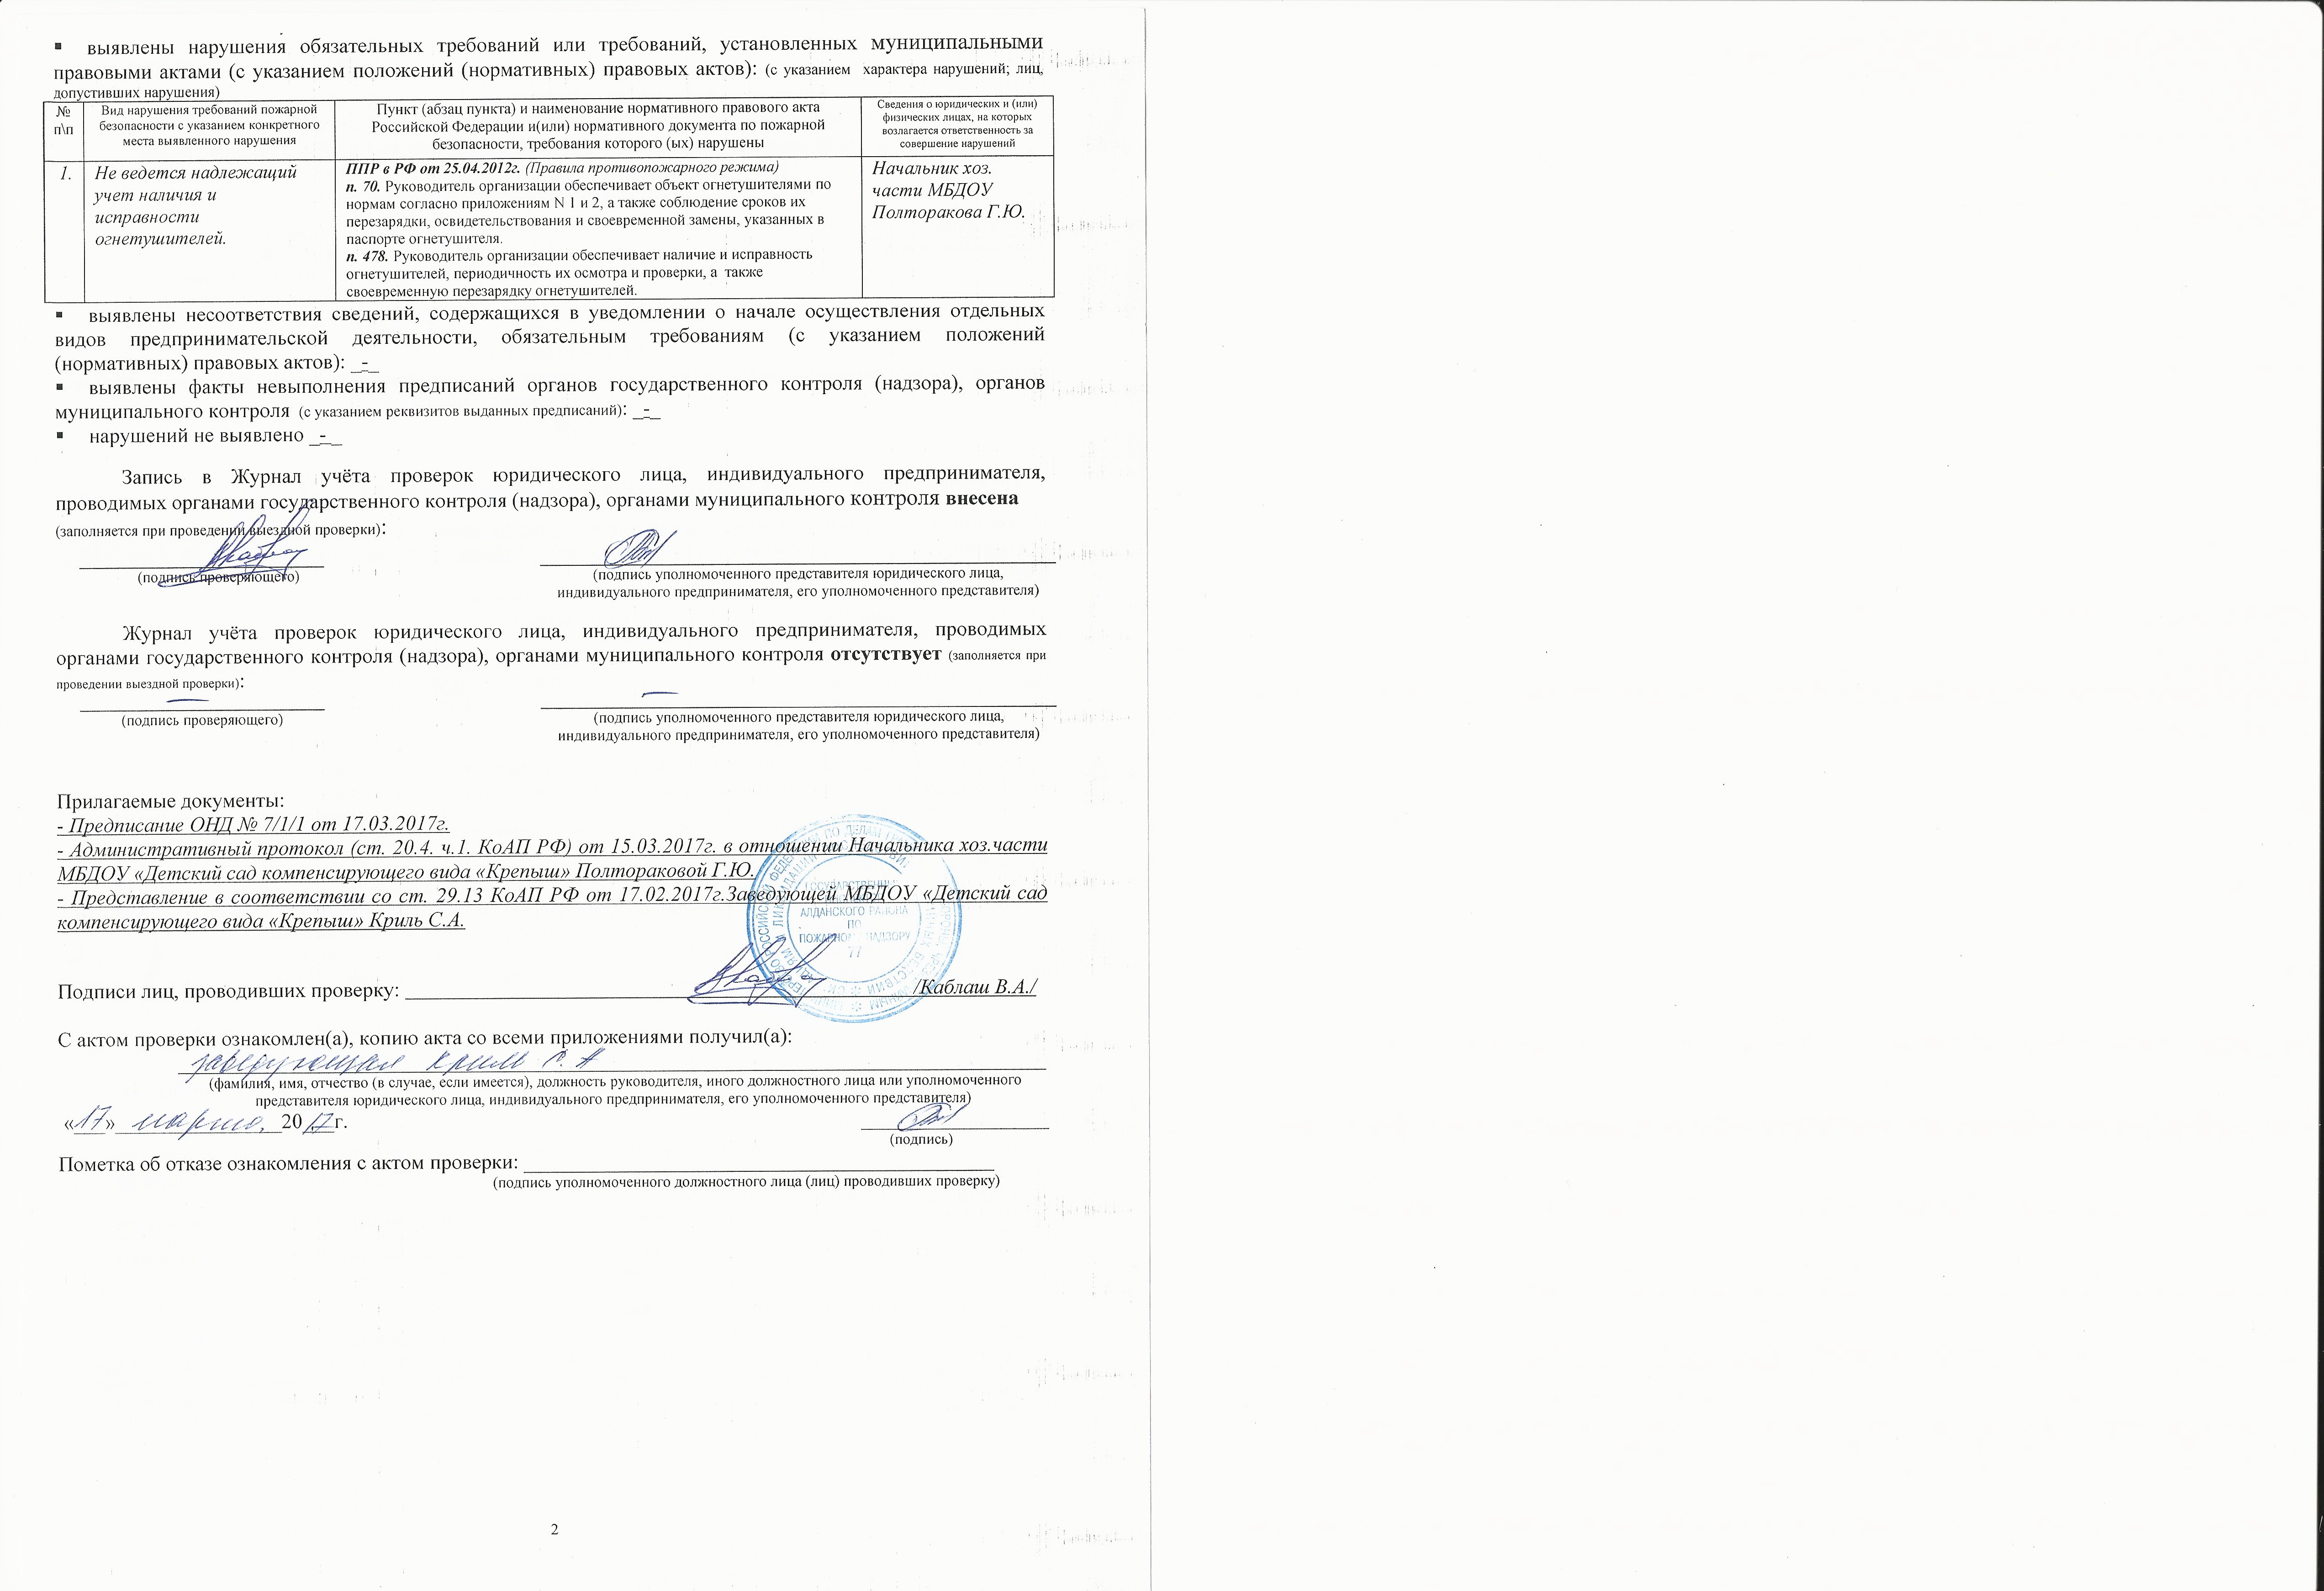 ▪ выявлены нарушения обязательных требований или требований, установленных муниципальными
правовыми актами (с указанием положений (нормативных) правовых актов): (с указанием характера нарушений; лиц,
допустивших нарушения)
№ п\п
Вид нарушения требований пожарной
безопасности с указанием конкретного
места выявленного нарушения
Пункт (абзац пункта) и наименование нормативного правового акта
Российской Федерации и(или) нормативного документа по пожарной
безопасности, требования которого (ых) нарушены
Сведения о юридических и (или)
физических лицах, на которых
возлагается ответственность за
совершение нарушений
1.
Не ведется надлежащий
учет наличия и
исправности
огнетушителей.
ППР в РФ от 25.04.2012г. (Правила противопожарного режима)
п. 70. Руководитель организации обеспечивает объект огнетушителями по
нормам согласно приложениям N 1 и 2, а также соблюдение сроков их
перезарядки, освидетельствования и своевременной замены, указанных в
паспорте огнетушителя.
п. 478. Руководитель организации обеспечивает наличие и исправность
огнетушителей, периодичность их осмотра и проверки, а также
своевременную перезарядку огнетушителей.
Начальник хоз.
части МБДОУ
Полторакова Г.Ю.
▪ выявлены несоответствия сведений, содержащихся в уведомлении о начале осуществления отдельных
видов предпринимательской деятельности, обязательным требованиям (с указанием положений
(нормативных) правовых актов): _-_
▪ выявлены факты невыполнения предписаний органов государственного контроля (надзора), органов
муниципального контроля (с указанием реквизитов выданных предписаний): _-_
▪ нарушений не выявлено _-_
Запись в Журнал учёта проверок юридического лица, индивидуального предпринимателя,
проводимых органами государственного контроля (надзора), органами муниципального контроля внесена
(заполняется при проведении выездной проверки):
(подпись проверяющего)
(подпись уполномоченного представителя юридического лица,
индивидуального предпринимателя, его уполномоченного представителя)
Журнал учёта проверок юридического лица, индивидуального предпринимателя, проводимых
органами государственного контроля (надзора), органами муниципального контроля отсутствует (заполняется при
проведении выездной проверки):
(подпись проверяющего)
(подпись уполномоченного представителя юридического лица,
индивидуального предпринимателя, его уполномоченного представителя)
Прилагаемые документы:
- Предписание ОНД № 7/1/1 от 17.03.2017г.
- Административный протокол (ст. 20.4. ч.1. КоАП РФ) от 15.03.2017г. в отношении Начальника хоз.части
МБДОУ «Детский сад компенсирующего вида «Крепыш» Полтораковой Г.Ю.
- Представление в соответствии со ст. 29.13 КоАП РФ от 17.02.2017г.Заведующей МБДОУ «Детский сад
компенсирующего вида «Крепыш» Криль С.А.
АЛДАНСКОГО РАЙОНА
ПО
ПОЖАРНОМУ НАДЗОРУ
Подписи лиц, проводивших проверку: /Каблаш В.А./
С актом проверки ознакомлен(а), копию акта со всеми приложениями получил(а):
заведующая Криль С.А
(фамилия, имя, отчество (в случае, если имеется), должность руководителя, иного должностного лица или уполномоченного
представителя юридического лица, индивидуального предпринимателя, его уполномоченного представителя)
«17» марта 2017г.
(подпись)
Пометка об отказе ознакомления с актом проверки:
(подпись уполномоченного должностного лица (лиц) проводивших проверку)
2